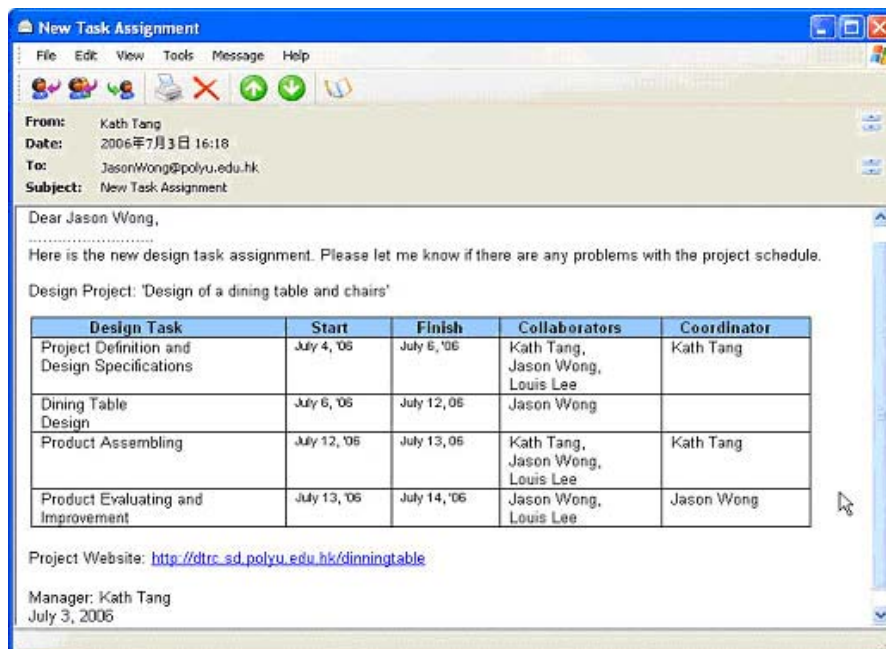 New Task Assignment
File Edit View Tools Message Help
From: Kath Tang
Date: 2006年7月3日 16:18
To: JasonWong@polyu.edu.hk
Subject: New Task Assignment
Dear Jason Wong,
............................
Here is the new design task assignment. Please let me know if there are any problems with the project schedule.
Design Project: 'Design of a dining table and chairs'
Design Task Start Finish Collaborators Coordinator
Project Definition and July 4, '06 July 6, '06 Kath Tang, Kath Tang
Design Specifications Jason Wong,
Louis Lee
Dining Table July 6, '06 July 12, 06 Jason Wong
Design
Product Assembling July 12, '06 July 13, 06 Kath Tang, Kath Tang
Jason Wong,
Louis Lee
Product Evaluating and July 13, '06 July 14, '06 Jason Wong, Jason Wong
Improvement Louis Lee
Project Website: http://dtrc.sd.polyu.edu.hk/dinningtable
Manager: Kath Tang
July 3, 2006